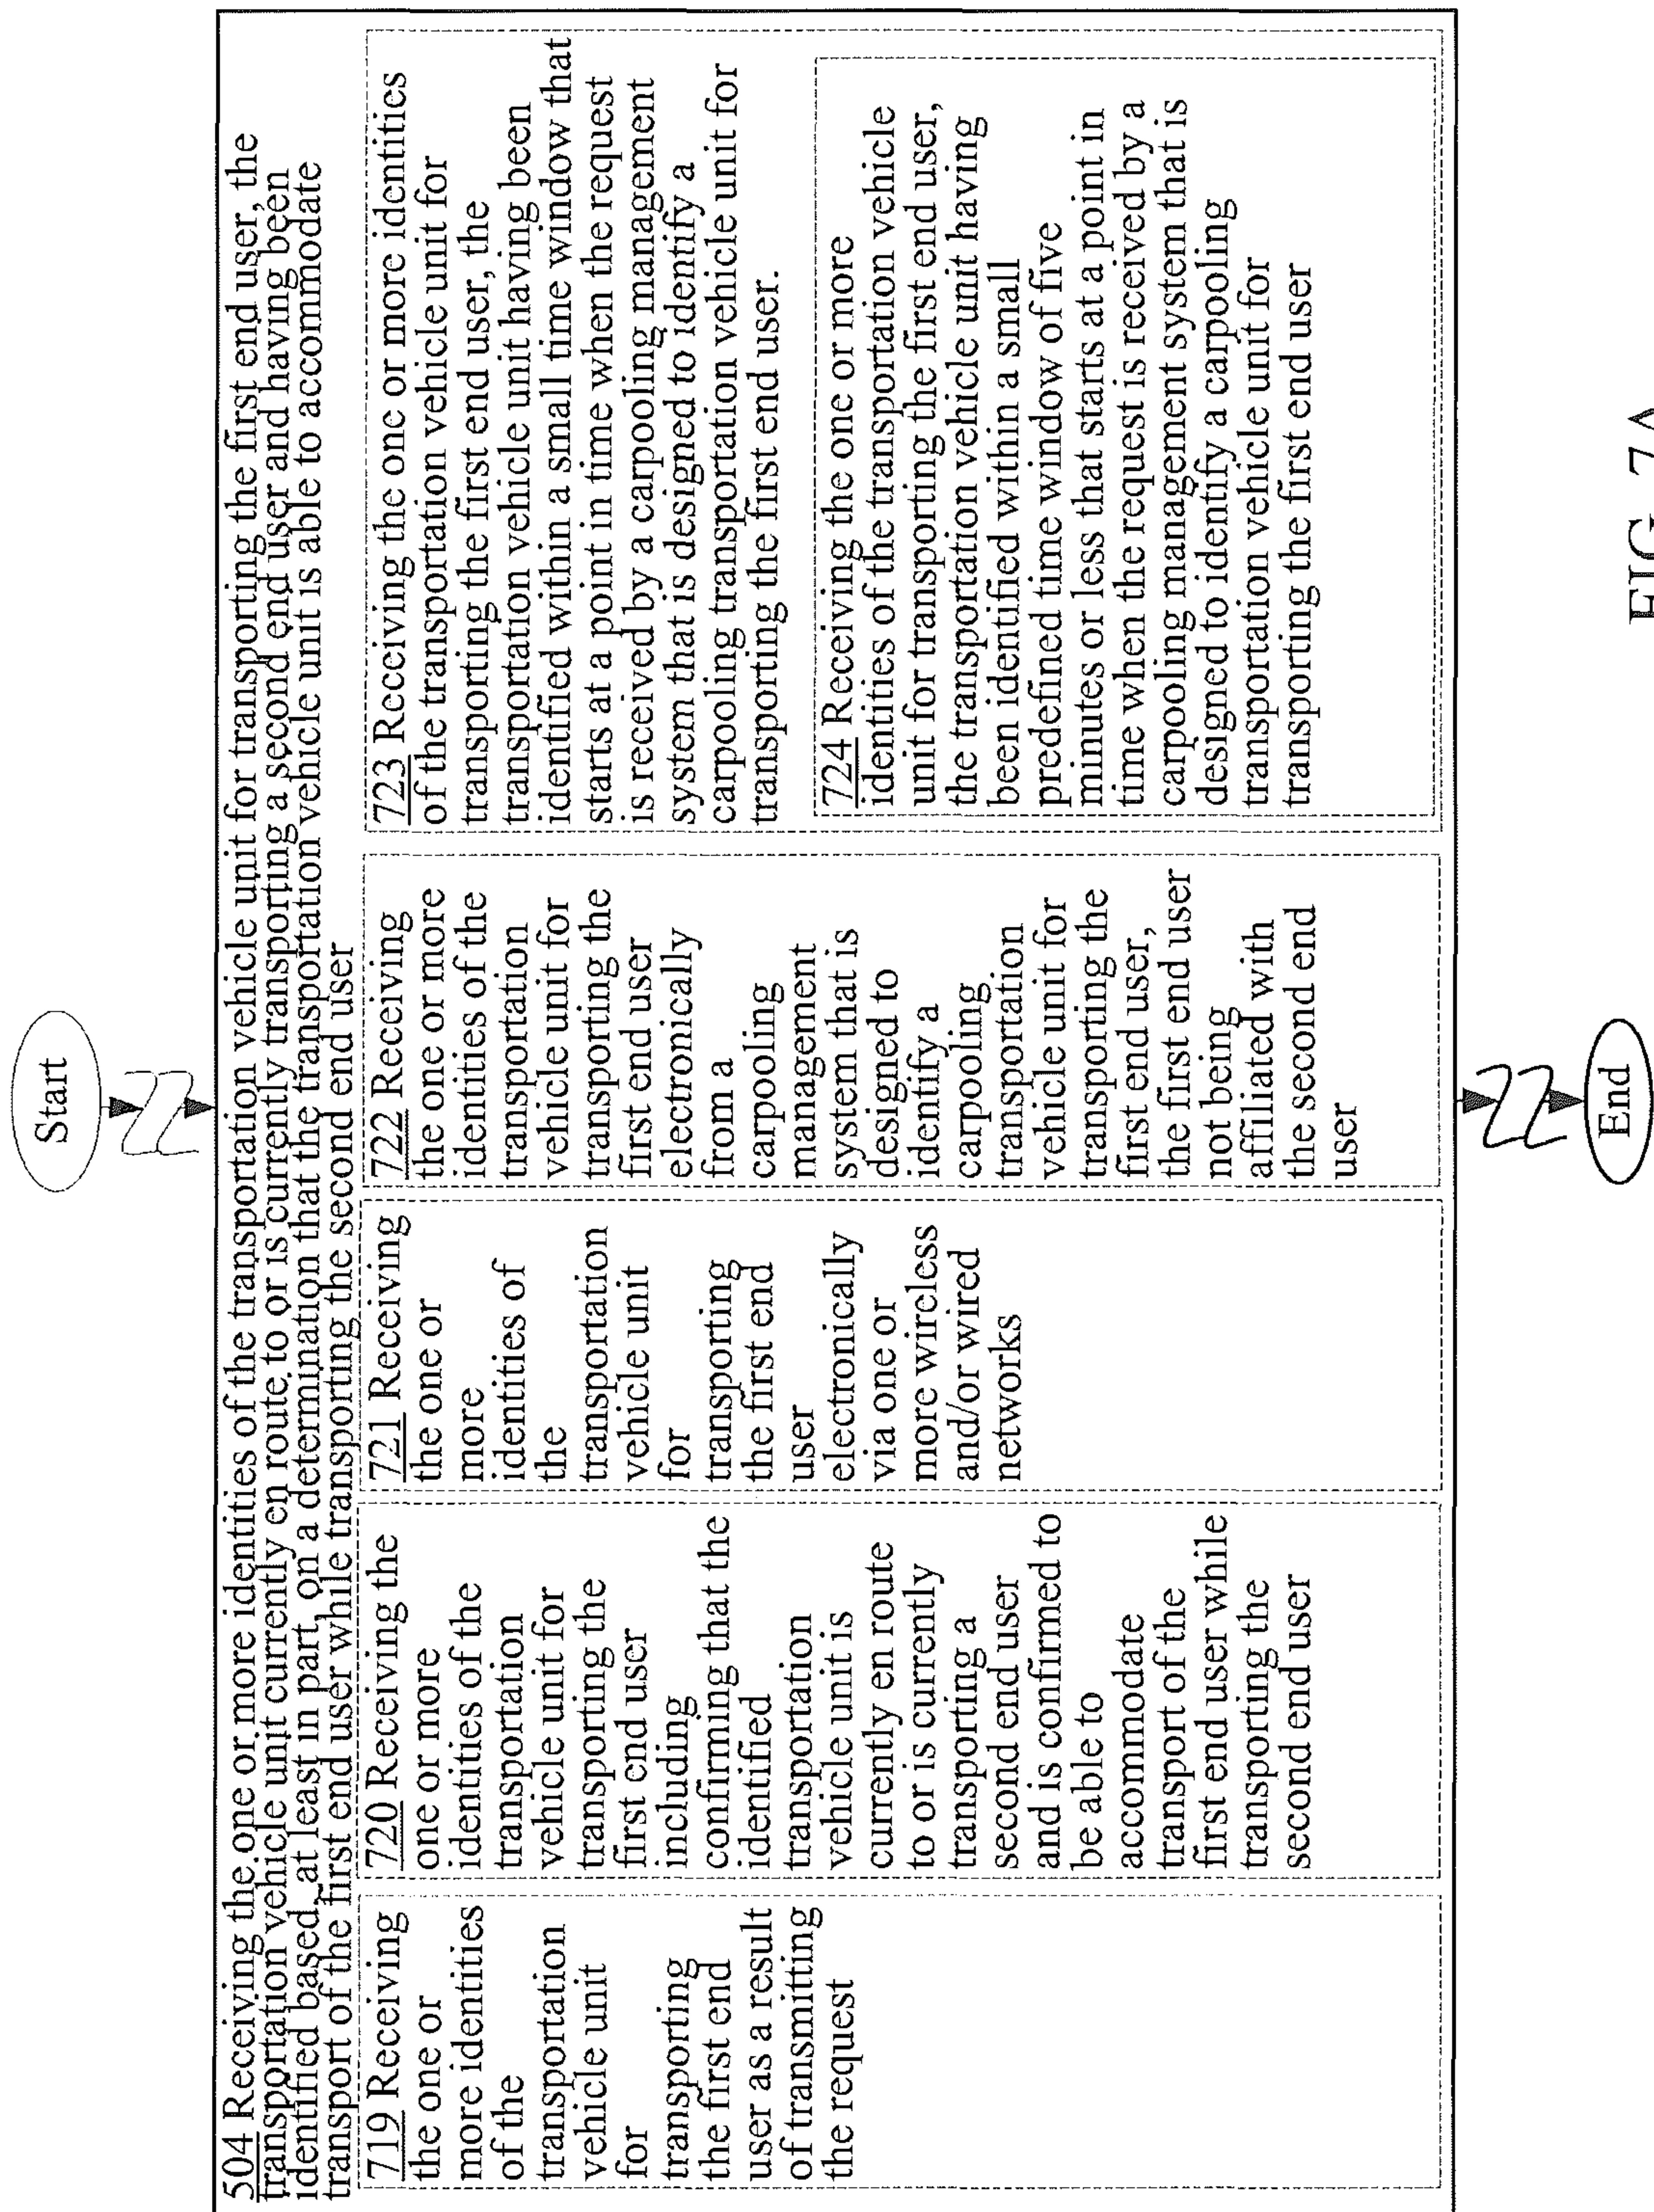 Start
504 Receiving the one or more identities of the transportation vehicle unit for transporting the first end user, the
transportation vehicle unit currently en route to or is currently transporting a second end user and having been
identified based, at least in part, on a determination that the transportation vehicle unit is able to accommodate
transport of the first end user while transporting the second end user
719 Receiving
the one or
more identities
of the
transportation
vehicle unit
for
transporting
the first end
user as a result
of transmitting
the request
720 Receiving the
one or more
identities of the
transportation
vehicle unit for
transporting the
first end user
including
confirming that the
identified
transportation
vehicle unit is
currently en route
to or is currently
transporting a
second end user
and is confirmed to
be able to
accommodate
transport of the
first end user while
transporting the
second end user
721 Receiving
the one or
more
identities of
the
transportation
vehicle unit
for
transporting
the first end
user
electronically
via one or
more wireless
and/or wired
networks
722 Receiving
the one or more
identities of the
transportation
vehicle unit for
transporting the
first end user
electronically
from a
carpooling
management
system that is
designed to
identify a
carpooling
transportation
vehicle unit for
transporting the
first end user,
the first end user
not being
affiliated with
the second end
user
723 Receiving the one or more identities
of the transportation vehicle unit for
transporting the first end user, the
transportation vehicle unit having been
identified within a small time window that
starts at a point in time when the request
is received by a carpooling management
system that is designed to identify a
carpooling transportation vehicle unit for
transporting the first end user.
724 Receiving the one or more
identities of the transportation vehicle
unit for transporting the first end user,
the transportation vehicle unit having
been identified within a small
predefined time window of five
minutes or less that starts at a point in
time when the request is received by a
carpooling management system that is
designed to identify a carpooling
transportation vehicle unit for
transporting the first end user
End
FIG. 7A